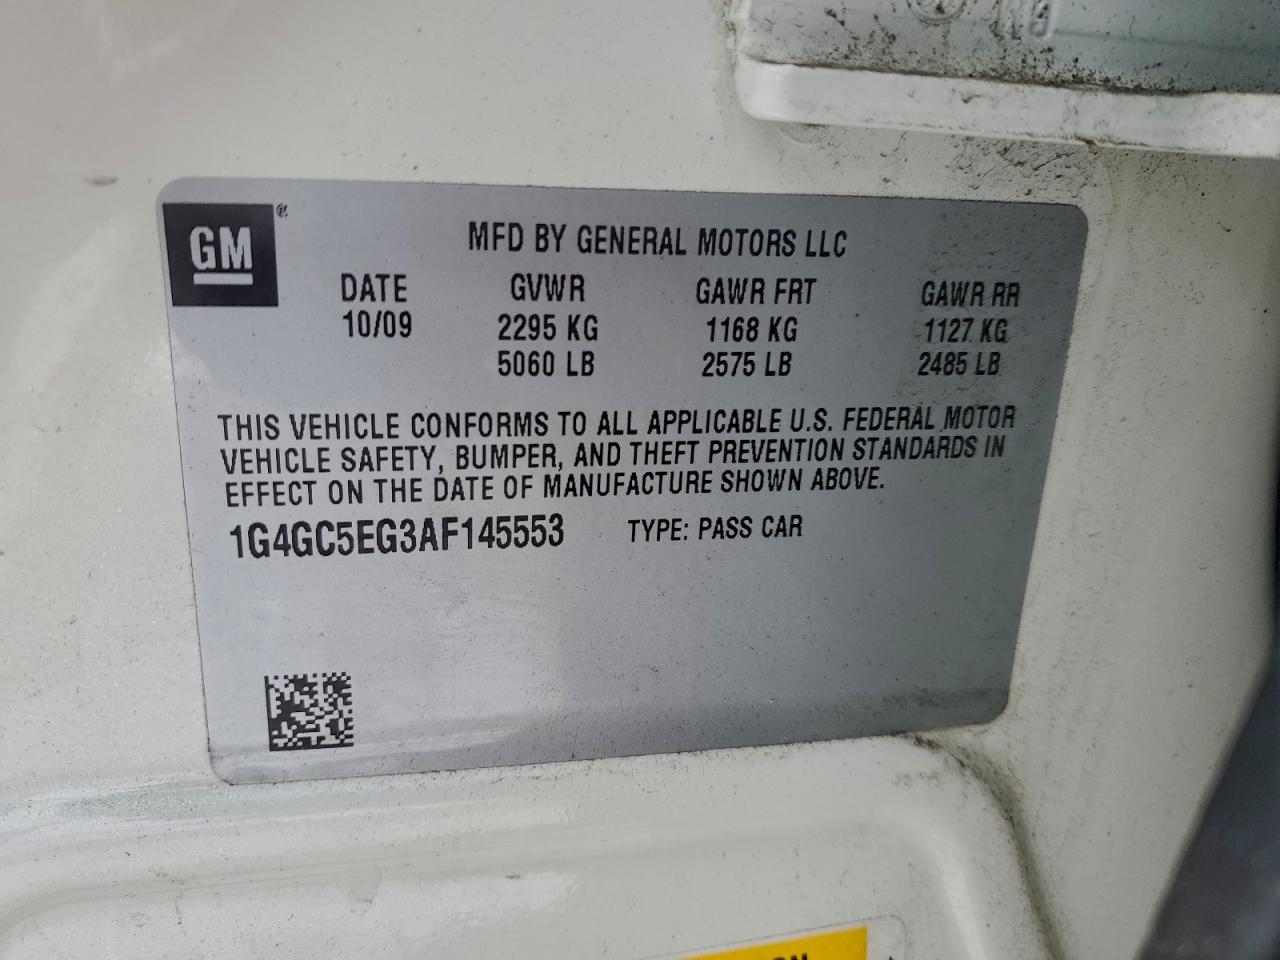 GM®
MFD BY GENERAL MOTORS LLC
DATE GVWR GAWR FRT GAWR RR
10/09 2295 KG 1168 KG 1127 KG
5060 LB 2575 LB 2485 LB
THIS VEHICLE CONFORMS TO ALL APPLICABLE U.S. FEDERAL MOTOR
VEHICLE SAFETY, BUMPER, AND THEFT PREVENTION STANDARDS IN
EFFECT ON THE DATE OF MANUFACTURE SHOWN ABOVE.
1G4GC5EG3AF145553 TYPE: PASS CAR